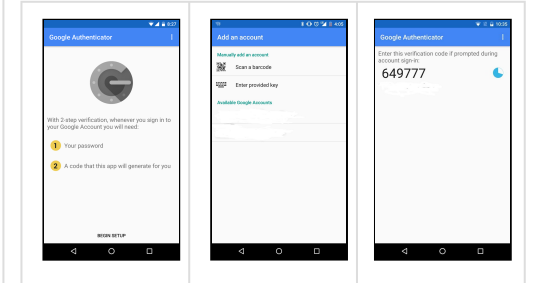 8:27
Google Authenticator
With 2-step verification, whenever you sign in to
your Google Account you will need:
1 Your password
2 A code that this app will generate for you
BEGIN SETUP
4:05
Add an account
Manually add an account:
Scan a barcode
Enter provided key
Available Google Accounts
10:35
Google Authenticator
Enter this verification code if prompted during
account sign-in:
649777